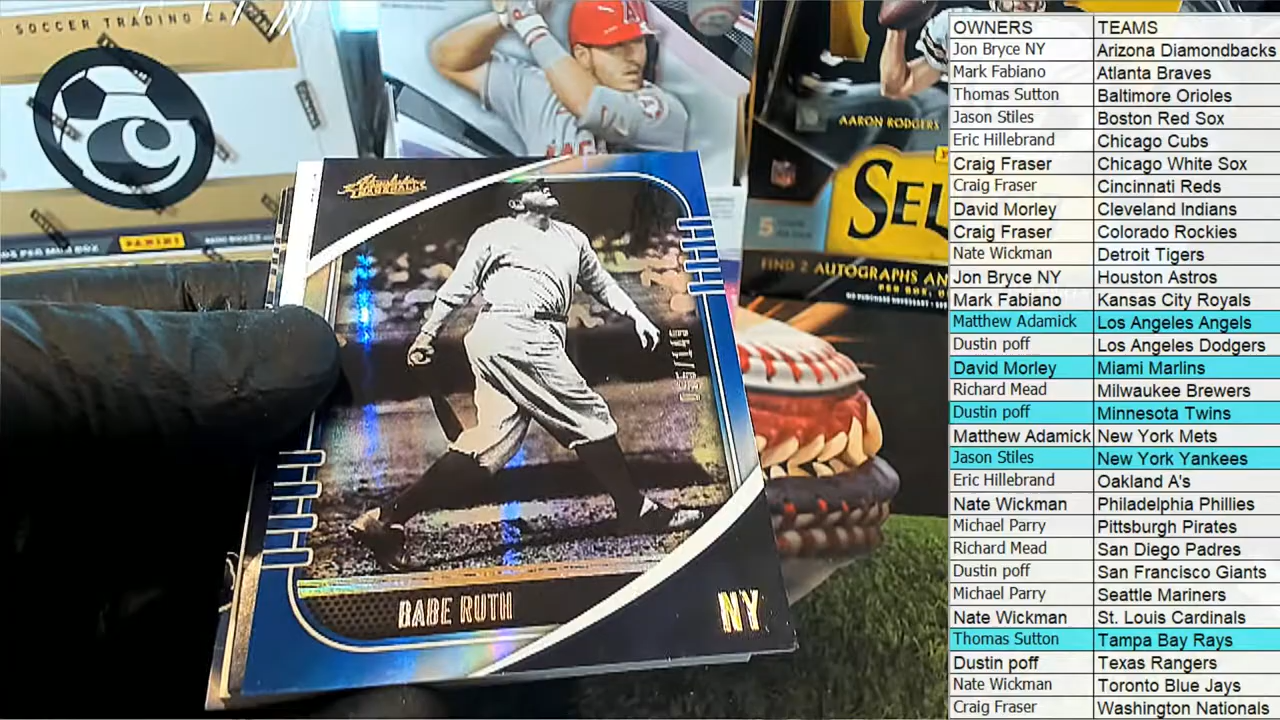 SOCCER TRADING CA
PANINI
AARON RODGERS
SEL
5
FIND 2 AUTOGRAPHS AN
Absolute
BASEBALL
BABE RUTH
NY
OWNERS TEAMS
Jon Bryce NY Arizona Diamondbacks
Mark Fabiano Atlanta Braves
Thomas Sutton Baltimore Orioles
Jason Stiles Boston Red Sox
Eric Hillebrand Chicago Cubs
Craig Fraser Chicago White Sox
Craig Fraser Cincinnati Reds
David Morley Cleveland Indians
Craig Fraser Colorado Rockies
Nate Wickman Detroit Tigers
Jon Bryce NY Houston Astros
Mark Fabiano Kansas City Royals
Matthew Adamick Los Angeles Angels
Dustin poff Los Angeles Dodgers
David Morley Miami Marlins
Richard Mead Milwaukee Brewers
Dustin poff Minnesota Twins
Matthew Adamick New York Mets
Jason Stiles New York Yankees
Eric Hillebrand Oakland A's
Nate Wickman Philadelphia Phillies
Michael Parry Pittsburgh Pirates
Richard Mead San Diego Padres
Dustin poff San Francisco Giants
Michael Parry Seattle Mariners
Nate Wickman St. Louis Cardinals
Thomas Sutton Tampa Bay Rays
Dustin poff Texas Rangers
Nate Wickman Toronto Blue Jays
Craig Fraser Washington Nationals